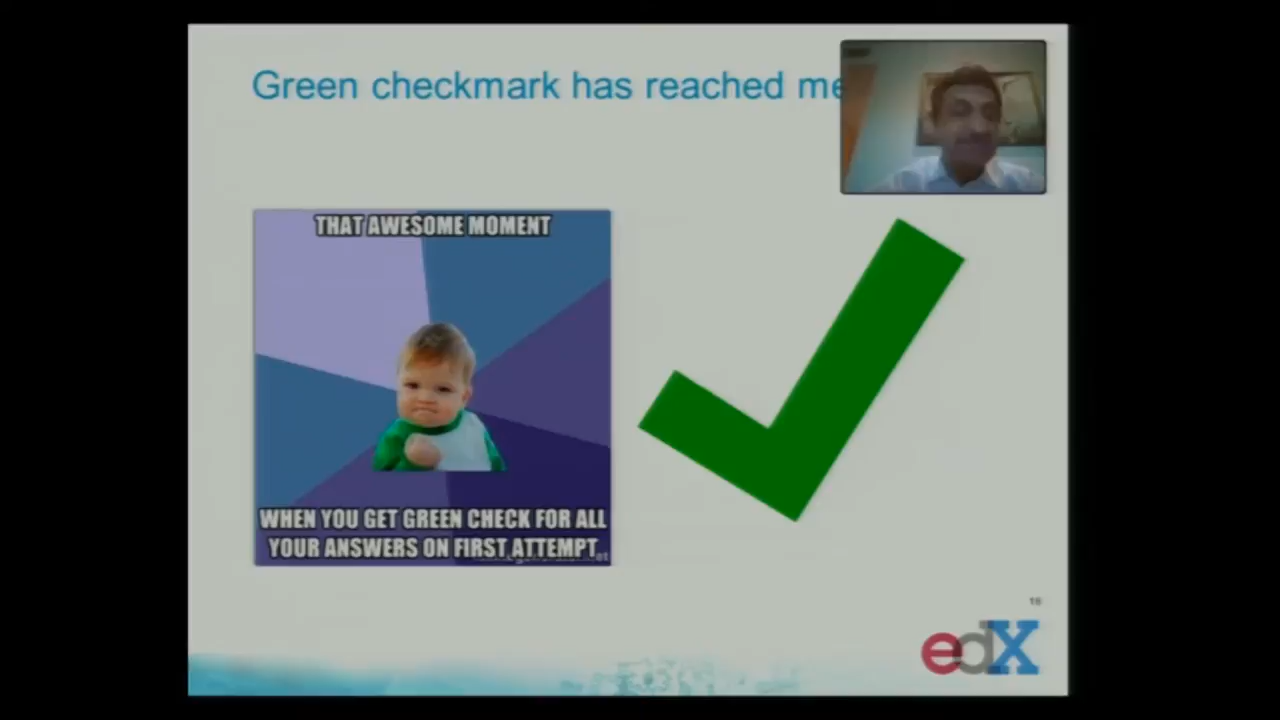 Green checkmark has reached me
THAT AWESOME MOMENT
WHEN YOU GET GREEN CHECK FOR ALL
YOUR ANSWERS ON FIRST ATTEMPT
16
edX